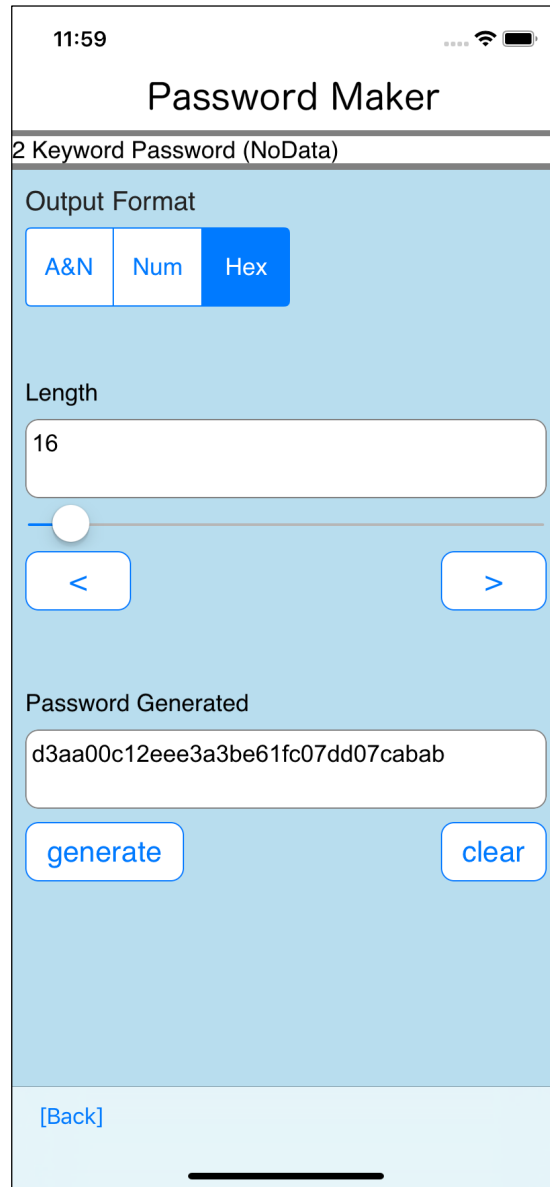 11:59
Password Maker
2 Keyword Password (NoData)
Output Format
A&N Num Hex
Length
16
< >
Password Generated
d3aa00c12eee3a3be61fc07dd07cabab
generate clear
[Back]